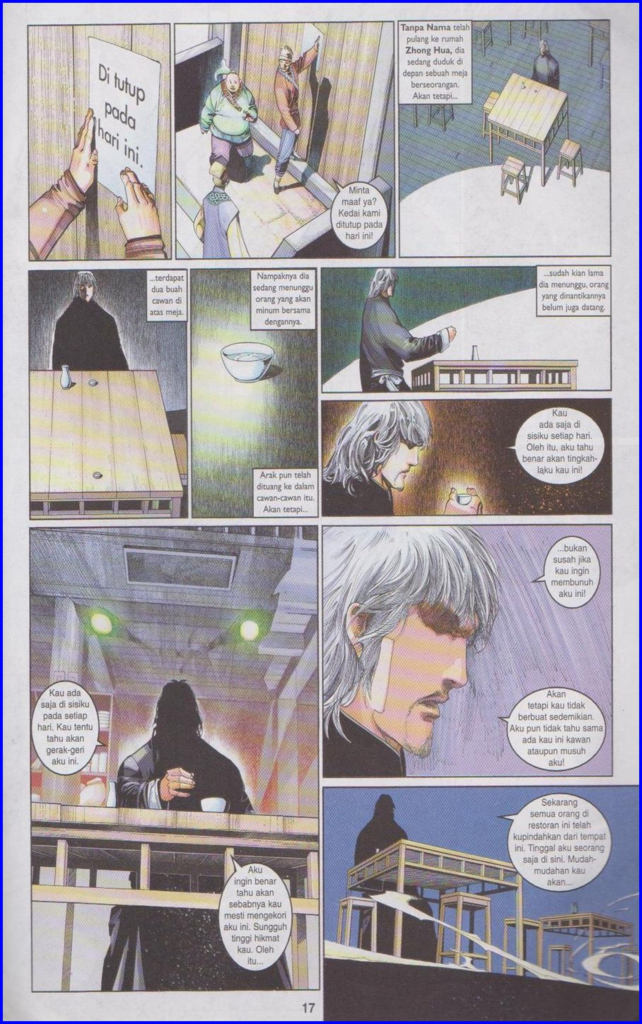 Di tutup
pada
hari ini.
Minta
maaf ya?
Kedai kami
ditutup pada
hari ini!
Tanpa Nama telah
pulang ke rumah
Zhong Hua, dia
sedang duduk di
depan sebuah meja
berseorangan.
Akan tetapi...
...terdapat
dua buah
cawan di
atas meja.
Nampaknya dia
sedang menunggu
orang yang akan
minum bersama
dengannya.
Arak pun telah
dituang ke dalam
cawan-cawan itu.
Akan tetapi...
...sudah kian lama
dia menunggu, orang
yang dinantikannya
belum juga datang.
Kau
ada saja di
sisiku setiap hari.
Oleh itu, aku tahu
benar akan tingkah-
laku kau ini!
Kau ada
saja di sisiku
pada setiap
hari. Kau tentu
tahu akan
gerak-geri
aku ini.
Aku
ingin benar
tahu akan
sebabnya kau
mesti mengekori
aku ini. Sungguh
tinggi hikmat
kau. Oleh
itu...
...bukan
susah jika
kau ingin
membunuh
aku ini!
Akan
tetapi kau tidak
berbuat sedemikian.
Aku pun tidak tahu sama
ada kau ini kawan
ataupun musuh
aku!
Sekarang
semua orang di
restoran ini telah
kupindahkan dari tempat
ini. Tinggal aku seorang
saja di sini. Mudah-
mudahan kau
akan...
17